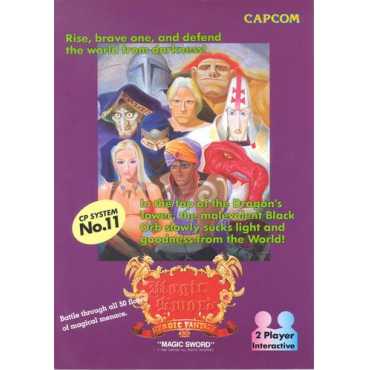 CAPCOM
Rise, brave one, and defend
the world from darkness!
CP SYSTEM
No.11
In the top of the Dragon's
Tower, the malevolent Black
Orb slowly sucks light and
goodness from the World!
Magic
Sword
HEROIC FANTASY
Battle through all 50 floors
of magical menace.
"MAGIC SWORD"
2 Player
Interactive